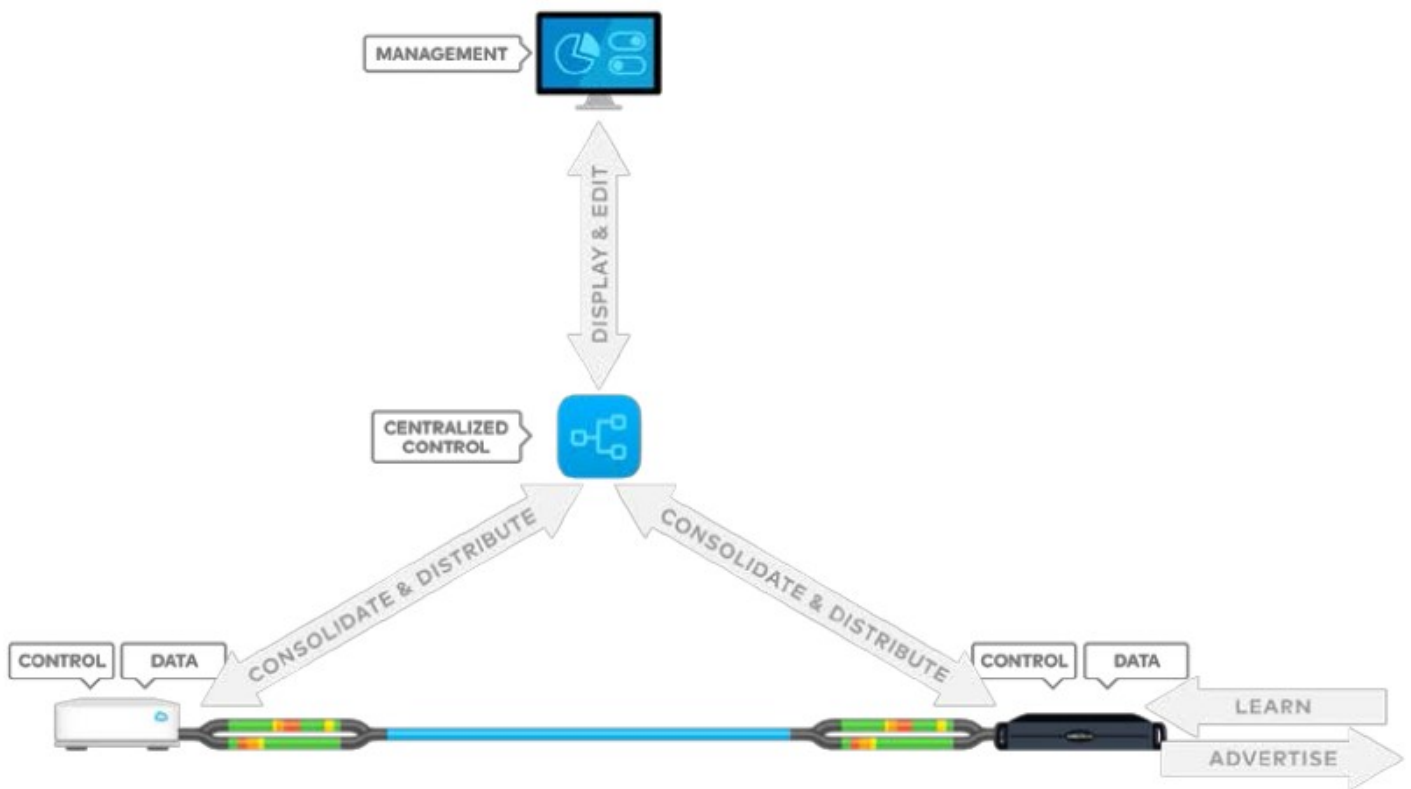 MANAGEMENT
DISPLAY & EDIT
CENTRALIZED
CONTROL
CONSOLIDATE & DISTRIBUTE
CONSOLIDATE & DISTRIBUTE
CONTROL
DATA
CONTROL
DATA
LEARN
ADVERTISE